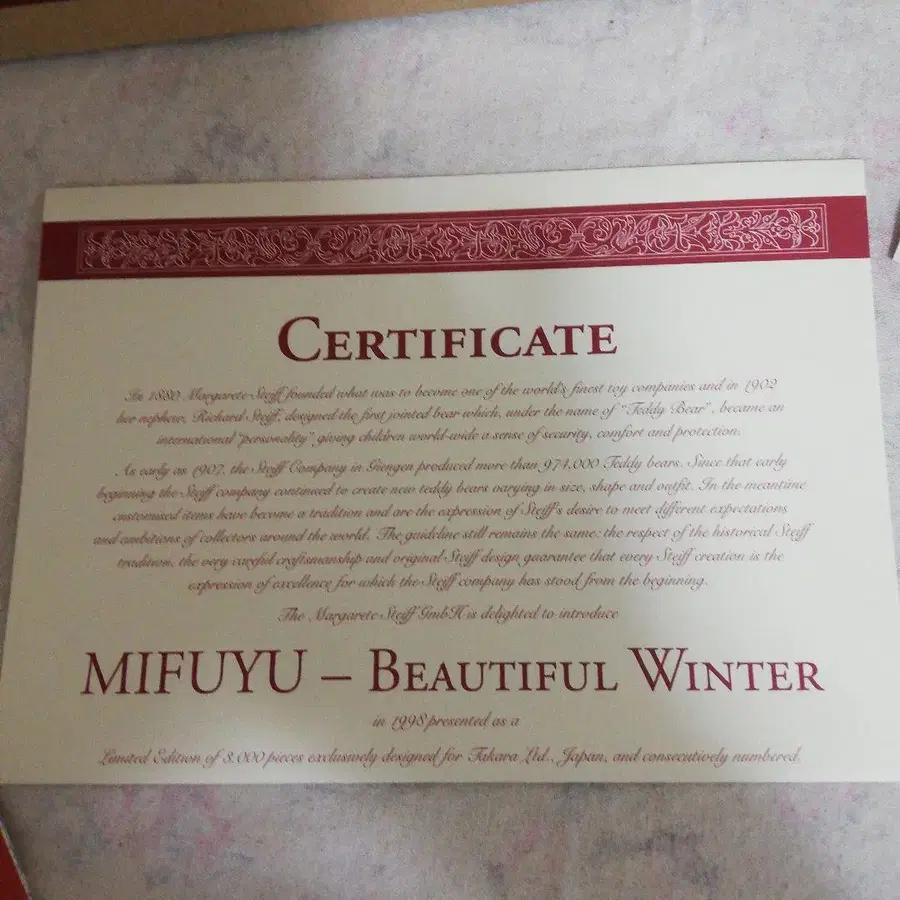 CERTIFICATE
In 1880 Margarete Steiff founded what was to become one of the world's finest toy companies and in 1902
her nephew, Richard Steiff, designed the first jointed bear which, under the name of "Teddy Bear", became an
international "personality" giving children world-wide a sense of security, comfort and protection.
As early as 1907, the Steiff Company in Giengen produced more than 974,000 Teddy bears. Since that early
beginning the Steiff company continued to create new teddy bears varying in size, shape and outfit. In the meantime
customised items have become a tradition and are the expression of Steiff's desire to meet different expectations
and ambitions of collectors around the world. The guideline still remains the same: the respect of the historical Steiff
tradition, the very careful craftsmanship and original Steiff design guarantee that every Steiff creation is the
expression of excellence for which the Steiff company has stood from the beginning.
The Margarete Steiff GmbH is delighted to introduce
MIFUYU – BEAUTIFUL WINTER
in 1998 presented as a
Limited Edition of 3.000 pieces exclusively designed for Takara Ltd., Japan, and consecutively numbered.